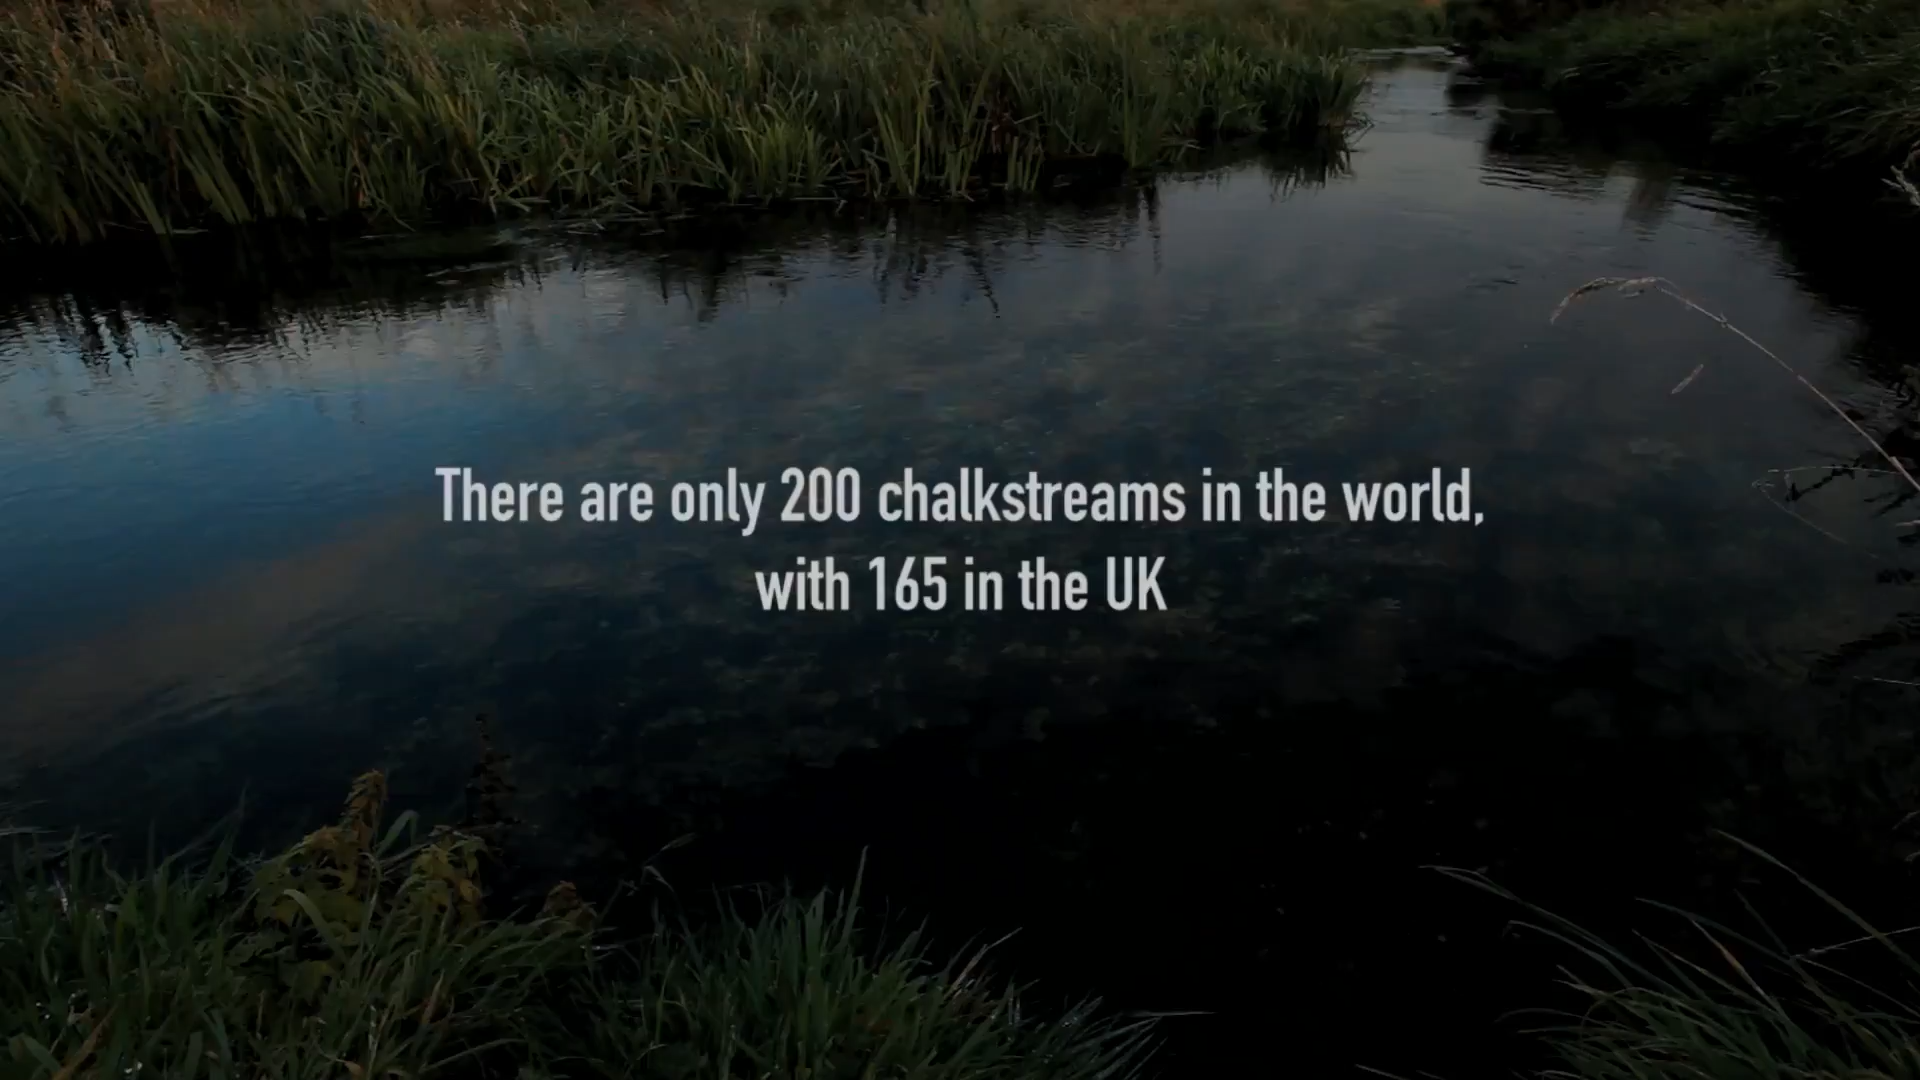 There are only 200 chalkstreams in the world,
with 165 in the UK